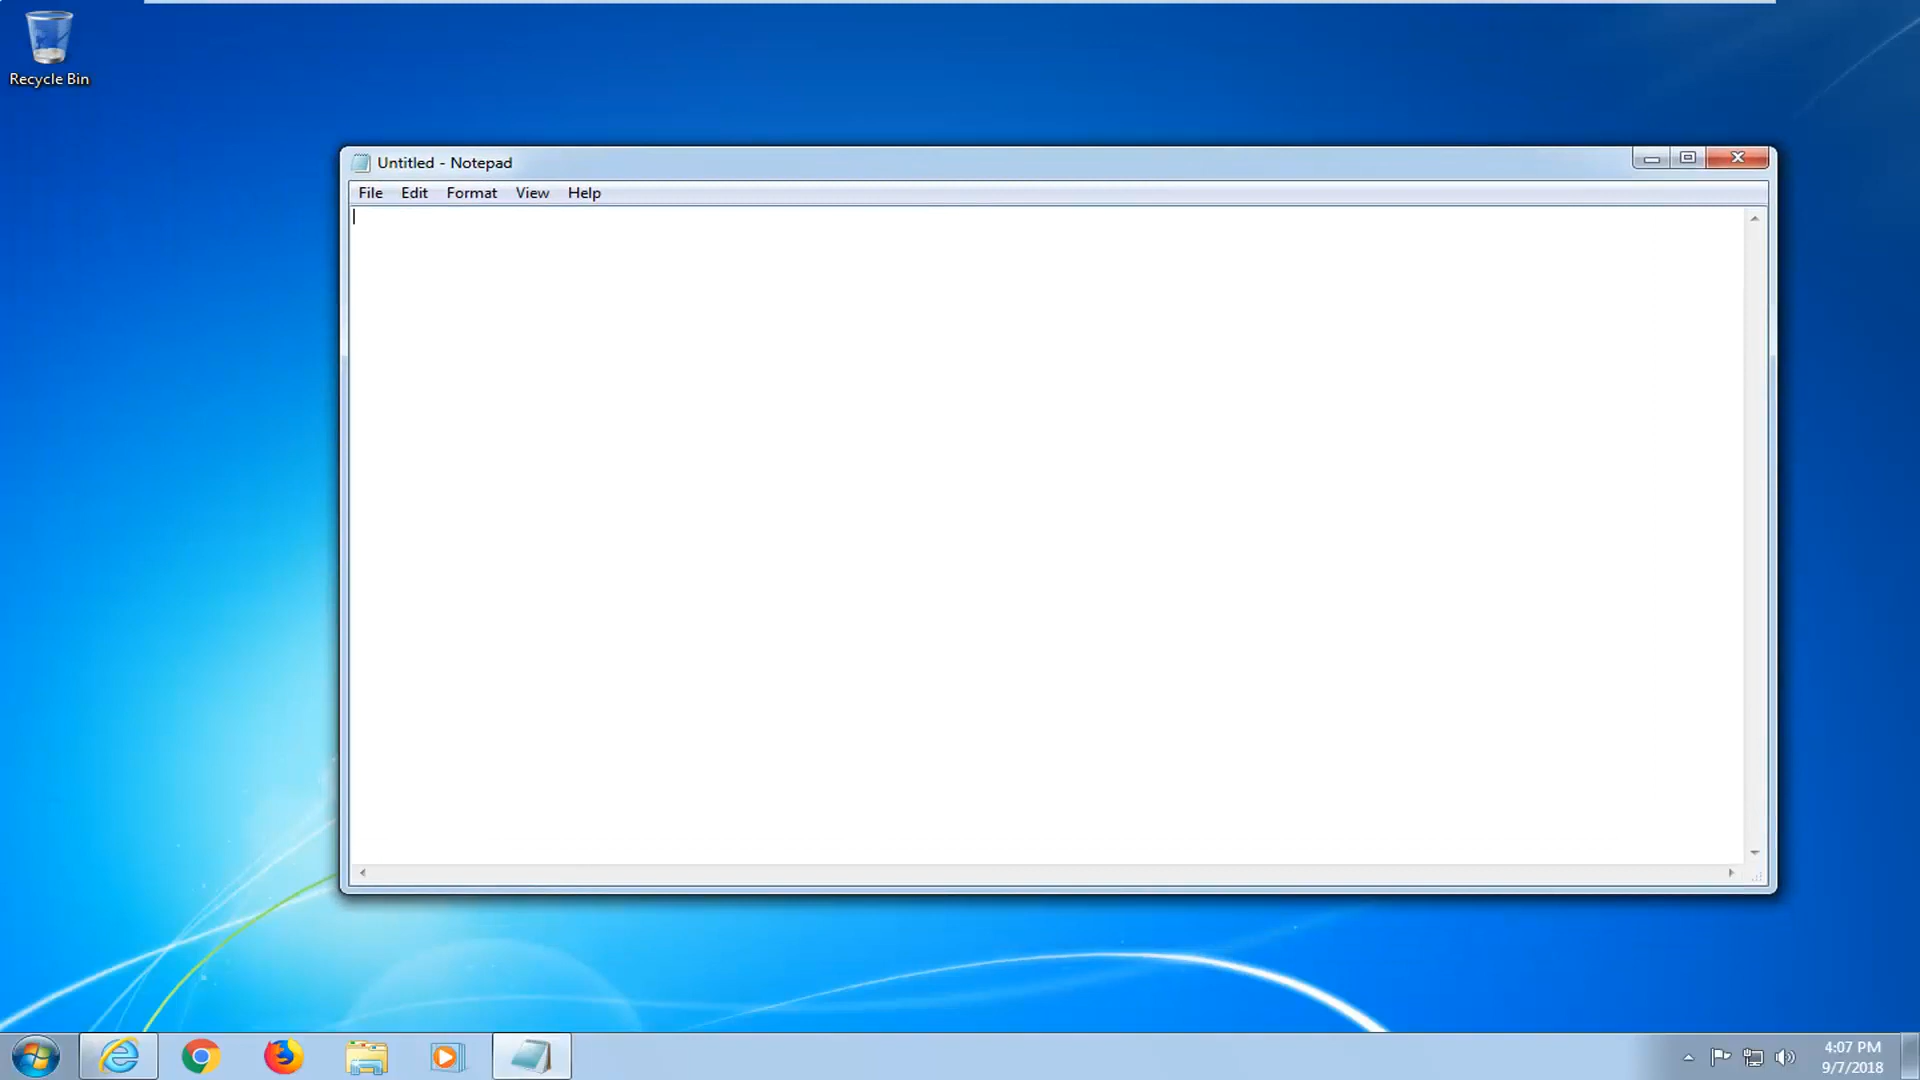 Recycle Bin
Untitled - Notepad
File Edit Format View Help
4:07 PM
9/7/2018